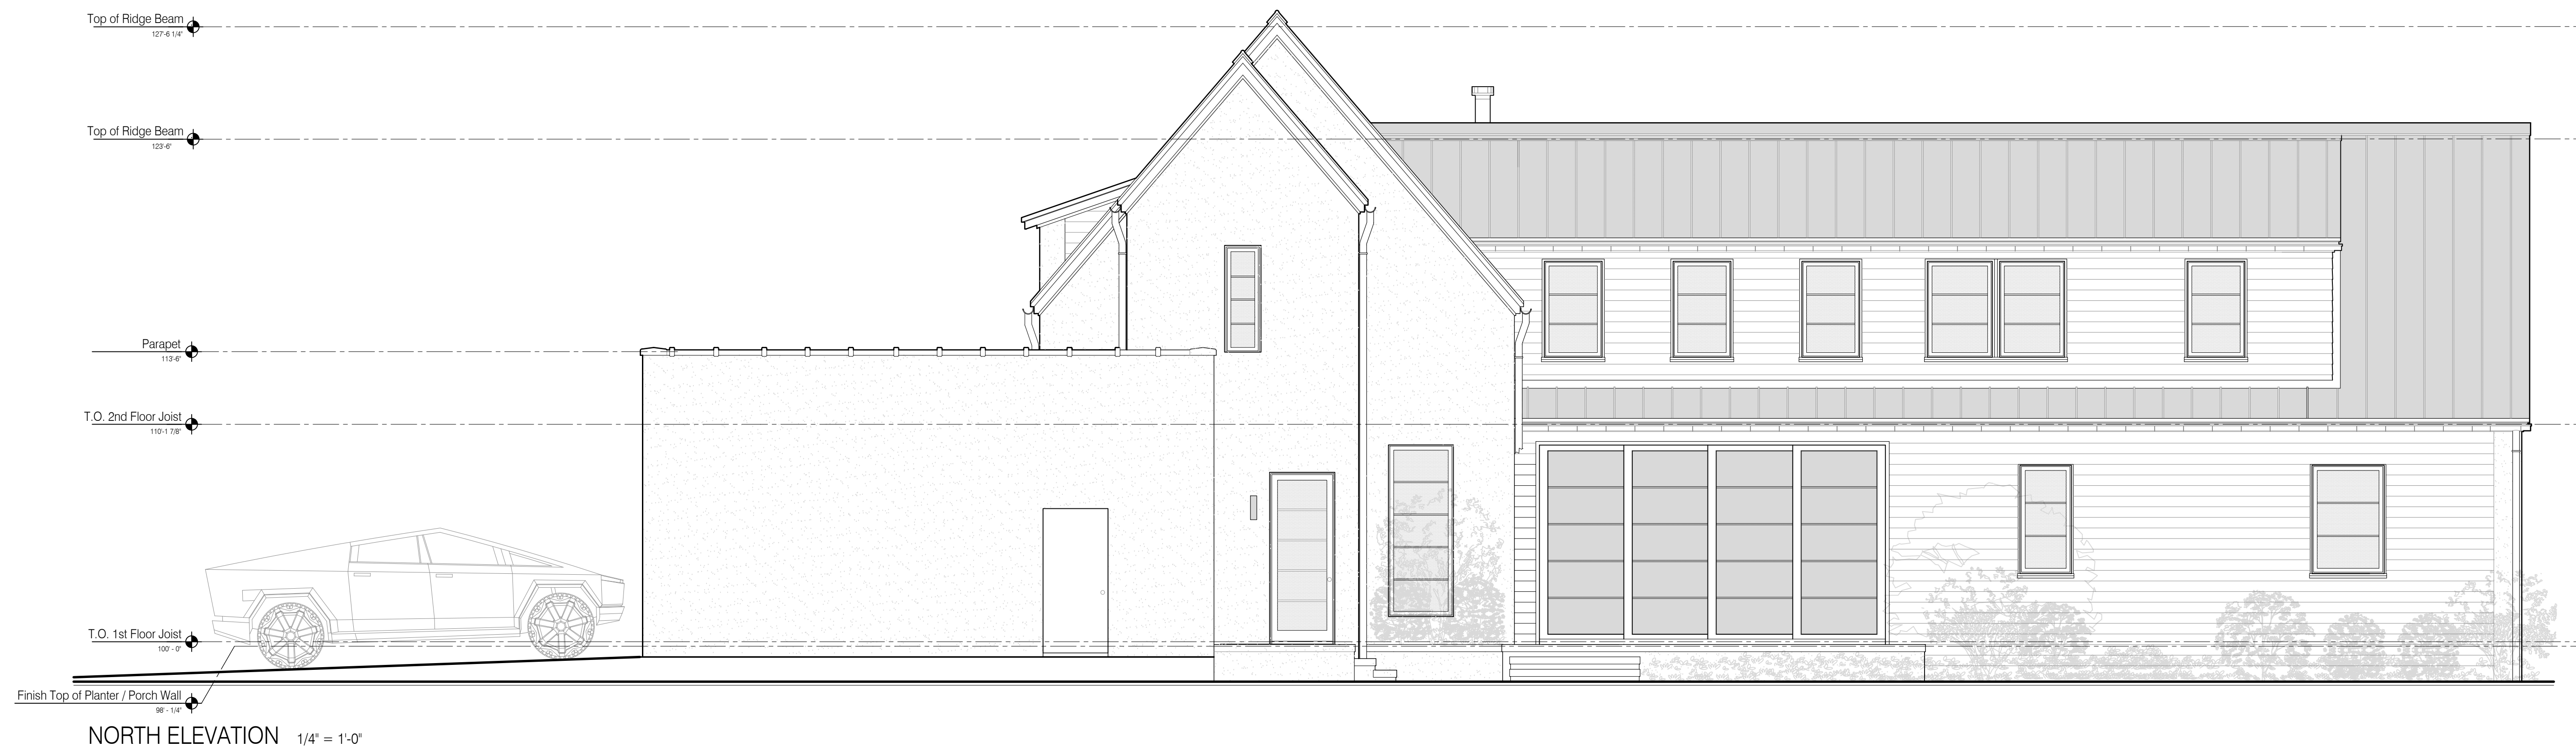 Top of Ridge Beam
127'-6 1/4"
Top of Ridge Beam
123'-6"
Parapet
113'-6"
T.O. 2nd Floor Joist
110'-1 7/8"
T.O. 1st Floor Joist
100' - 0"
Finish Top of Planter / Porch Wall
98' - 1/4"
NORTH ELEVATION 1/4" = 1'-0"